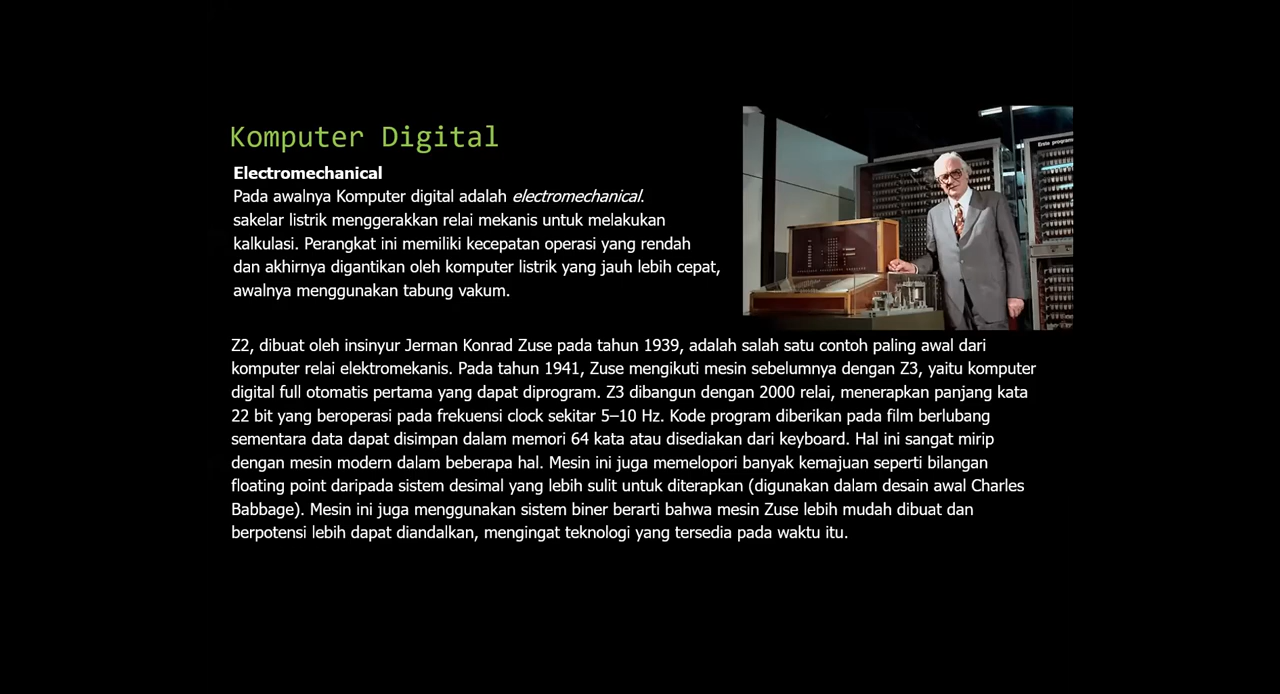 Komputer Digital
Electromechanical
Pada awalnya Komputer digital adalah electromechanical.
sakelar listrik menggerakkan relai mekanis untuk melakukan
kalkulasi. Perangkat ini memiliki kecepatan operasi yang rendah
dan akhirnya digantikan oleh komputer listrik yang jauh lebih cepat,
awalnya menggunakan tabung vakum.
Erste program
Z2, dibuat oleh insinyur Jerman Konrad Zuse pada tahun 1939, adalah salah satu contoh paling awal dari
komputer relai elektromekanis. Pada tahun 1941, Zuse mengikuti mesin sebelumnya dengan Z3, yaitu komputer
digital full otomatis pertama yang dapat diprogram. Z3 dibangun dengan 2000 relai, menerapkan panjang kata
22 bit yang beroperasi pada frekuensi clock sekitar 5–10 Hz. Kode program diberikan pada film berlubang
sementara data dapat disimpan dalam memori 64 kata atau disediakan dari keyboard. Hal ini sangat mirip
dengan mesin modern dalam beberapa hal. Mesin ini juga memelopori banyak kemajuan seperti bilangan
floating point daripada sistem desimal yang lebih sulit untuk diterapkan (digunakan dalam desain awal Charles
Babbage). Mesin ini juga menggunakan sistem biner berarti bahwa mesin Zuse lebih mudah dibuat dan
berpotensi lebih dapat diandalkan, mengingat teknologi yang tersedia pada waktu itu.